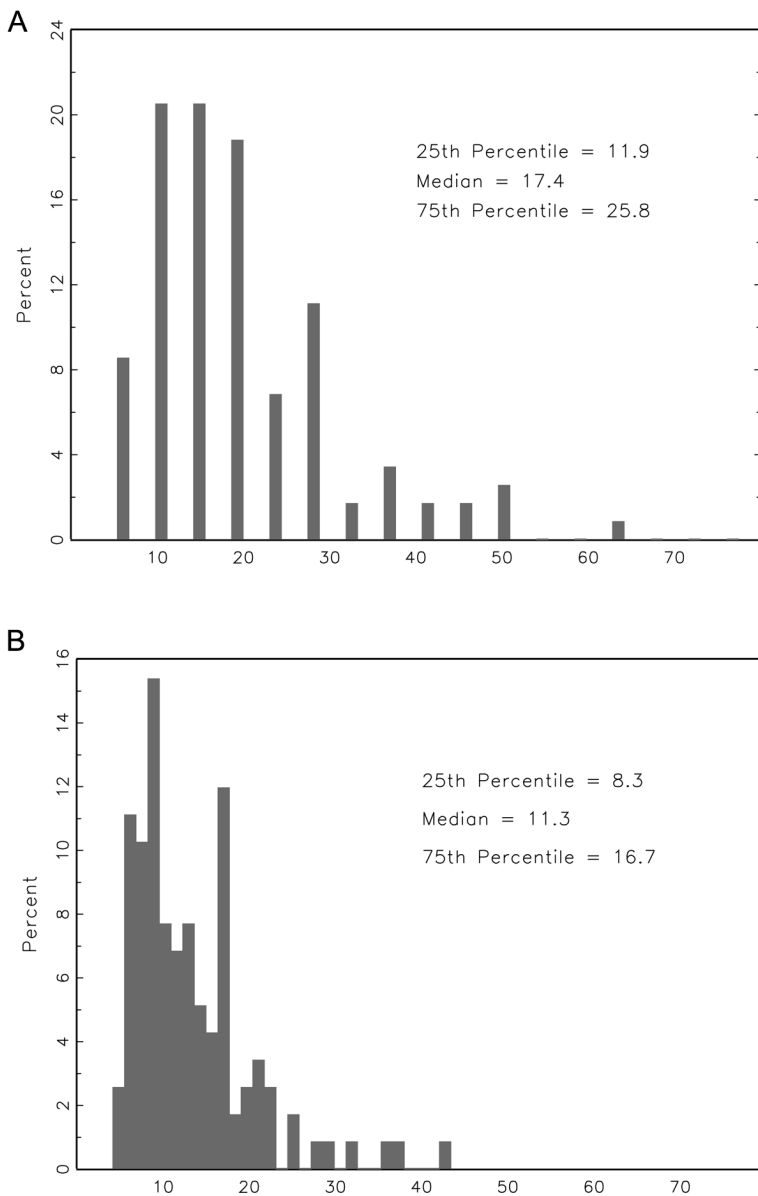 A
24
20
16
12
8
4
0
Percent
25th Percentile = 11.9
Median = 17.4
75th Percentile = 25.8
10 20 30 40 50 60 70
B
16
14
12
10
8
6
4
2
0
Percent
25th Percentile = 8.3
Median = 11.3
75th Percentile = 16.7
10 20 30 40 50 60 70